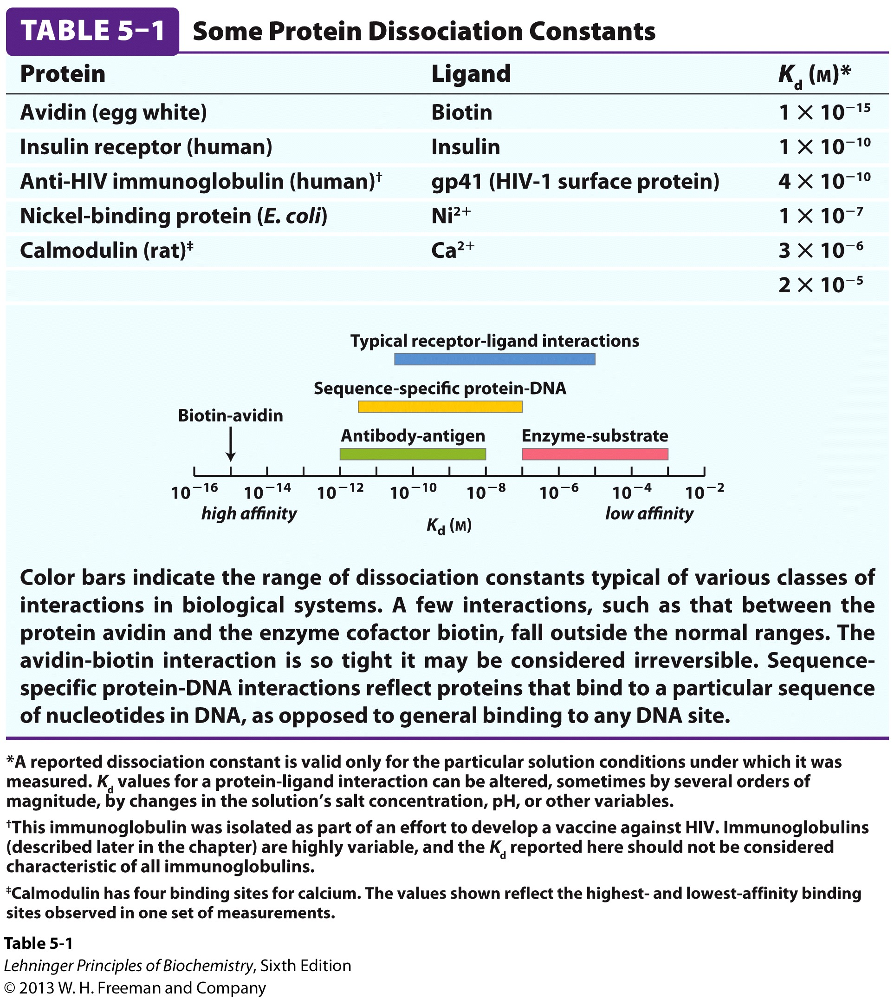 TABLE 5–1 Some Protein Dissociation Constants
Protein Ligand Kd (M)*
Avidin (egg white) Biotin 1 × 10⁻¹⁵
Insulin receptor (human) Insulin 1 × 10⁻¹⁰
Anti-HIV immunoglobulin (human)† gp41 (HIV-1 surface protein) 4 × 10⁻¹⁰
Nickel-binding protein (E. coli) Ni²⁺ 1 × 10⁻⁷
Calmodulin (rat)‡ Ca²⁺ 3 × 10⁻⁶
2 × 10⁻⁵
Typical receptor-ligand interactions
Sequence-specific protein-DNA
Biotin-avidin
Antibody-antigen Enzyme-substrate
10⁻¹⁶ 10⁻¹⁴ 10⁻¹² 10⁻¹⁰ 10⁻⁸ 10⁻⁶ 10⁻⁴ 10⁻²
high affinity low affinity
Kd (M)
Color bars indicate the range of dissociation constants typical of various classes of
interactions in biological systems. A few interactions, such as that between the
protein avidin and the enzyme cofactor biotin, fall outside the normal ranges. The
avidin-biotin interaction is so tight it may be considered irreversible. Sequence-
specific protein-DNA interactions reflect proteins that bind to a particular sequence
of nucleotides in DNA, as opposed to general binding to any DNA site.
*A reported dissociation constant is valid only for the particular solution conditions under which it was
measured. Kd values for a protein-ligand interaction can be altered, sometimes by several orders of
magnitude, by changes in the solution's salt concentration, pH, or other variables.
†This immunoglobulin was isolated as part of an effort to develop a vaccine against HIV. Immunoglobulins
(described later in the chapter) are highly variable, and the Kd reported here should not be considered
characteristic of all immunoglobulins.
‡Calmodulin has four binding sites for calcium. The values shown reflect the highest- and lowest-affinity binding
sites observed in one set of measurements.
Table 5-1
Lehninger Principles of Biochemistry, Sixth Edition
© 2013 W. H. Freeman and Company